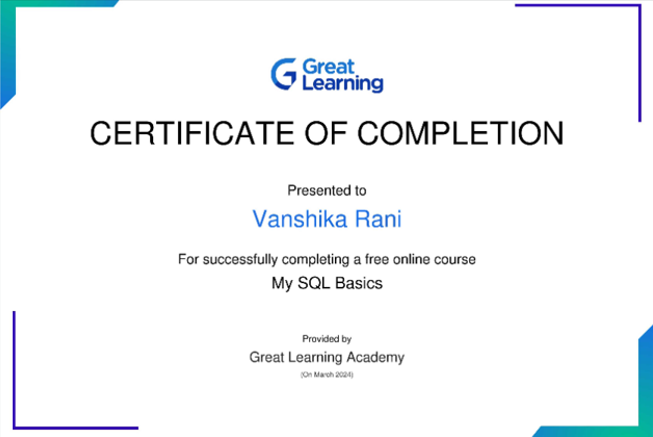 Great
Learning
CERTIFICATE OF COMPLETION
Presented to
Vanshika Rani
For successfully completing a free online course
My SQL Basics
Provided by
Great Learning Academy
(On March 2024)